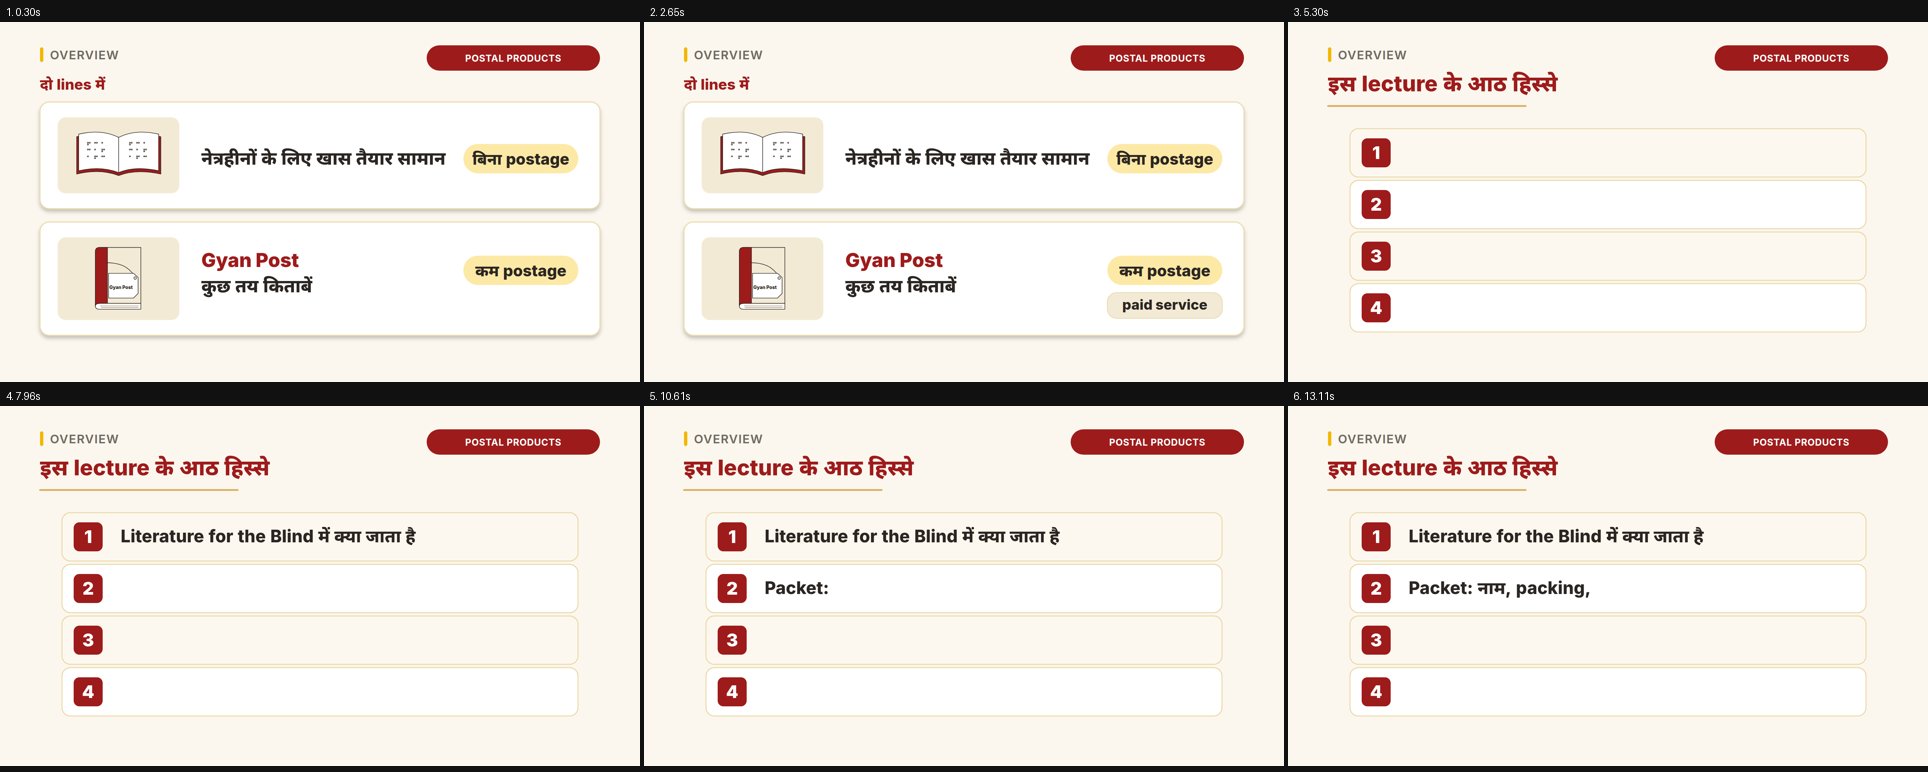 1. 0.30s
OVERVIEW
POSTAL PRODUCTS
दो lines में
नेत्रहीनों के लिए खास तैयार सामान
बिना postage
Gyan Post
Gyan Post
कुछ तय किताबें
कम postage
2. 2.65s
OVERVIEW
POSTAL PRODUCTS
दो lines में
नेत्रहीनों के लिए खास तैयार सामान
बिना postage
Gyan Post
Gyan Post
कुछ तय किताबें
कम postage
paid service
3. 5.30s
OVERVIEW
POSTAL PRODUCTS
इस lecture के आठ हिस्से
1
2
3
4
4. 7.96s
OVERVIEW
POSTAL PRODUCTS
इस lecture के आठ हिस्से
1 Literature for the Blind में क्या जाता है
2
3
4
5. 10.61s
OVERVIEW
POSTAL PRODUCTS
इस lecture के आठ हिस्से
1 Literature for the Blind में क्या जाता है
2 Packet:
3
4
6. 13.11s
OVERVIEW
POSTAL PRODUCTS
इस lecture के आठ हिस्से
1 Literature for the Blind में क्या जाता है
2 Packet: नाम, packing,
3
4